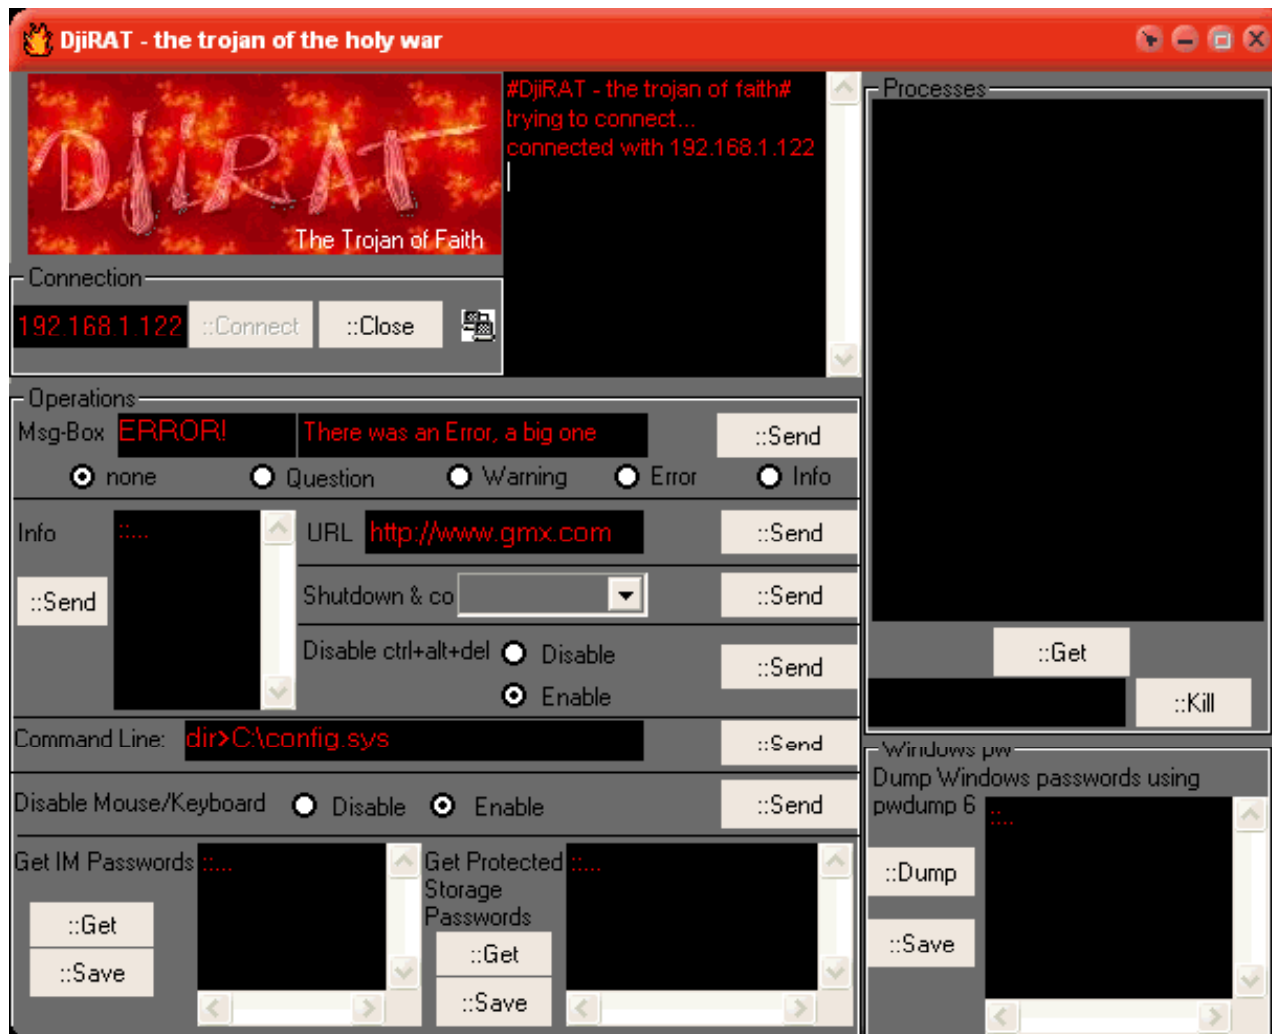 DjiRAT - the trojan of the holy war
DjiRAT
The Trojan of Faith
#DjiRAT - the trojan of faith#
trying to connect...
connected with 192.168.1.122
Connection
192.168.1.122 ::Connect ::Close
Operations
Msg-Box ERROR! There was an Error, a big one ::Send
none Question Warning Error Info
Info ::... URL http://www.gmx.com ::Send
::Send Shutdown & co ::Send
Disable ctrl+alt+del Disable ::Send
Enable
Command Line: dir>C:\config.sys ::Send
Disable Mouse/Keyboard Disable Enable ::Send
Get IM Passwords ::...
::Get
::Save
Get Protected ::...
Storage
Passwords
::Get
::Save
Processes
::Get
::Kill
Windows pw
Dump Windows passwords using
pwdump 6 ::..
::Dump
::Save